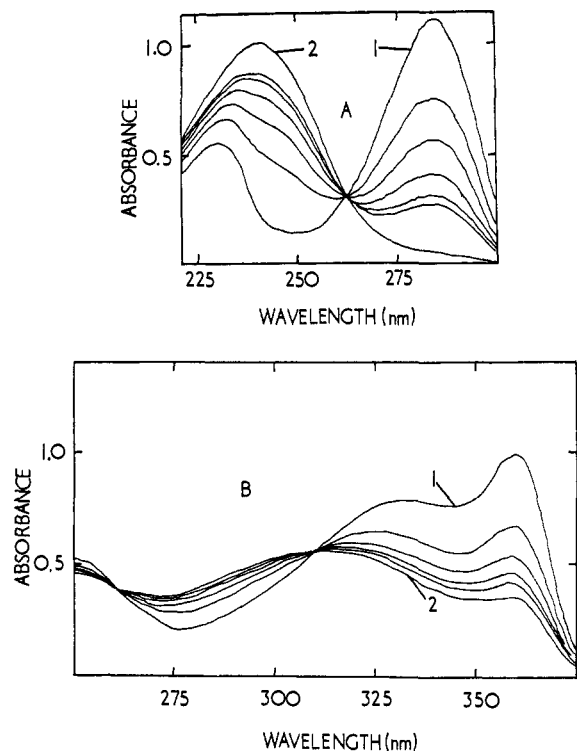 1.0
2
1
A
0.5
ABSORBANCE
225
250
275
WAVELENGTH (nm)
1.0
1
B
0.5
2
ABSORBANCE
275
300
325
350
WAVELENGTH (nm)